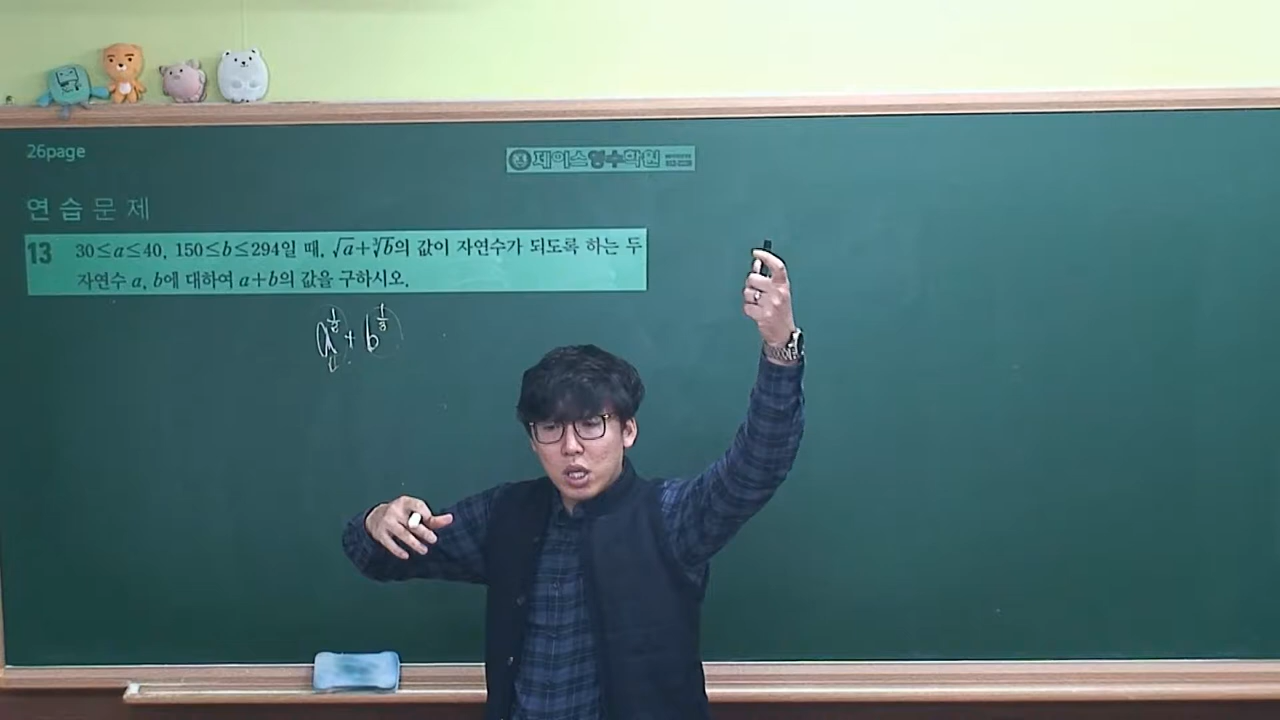 26page
제이스영수학원
연습문제
13 30≤a≤40, 150≤b≤294일 때, √a+∛b의 값이 자연수가 되도록 하는 두
자연수 a, b에 대하여 a+b의 값을 구하시오.
a^{1/2} + b^{1/3}